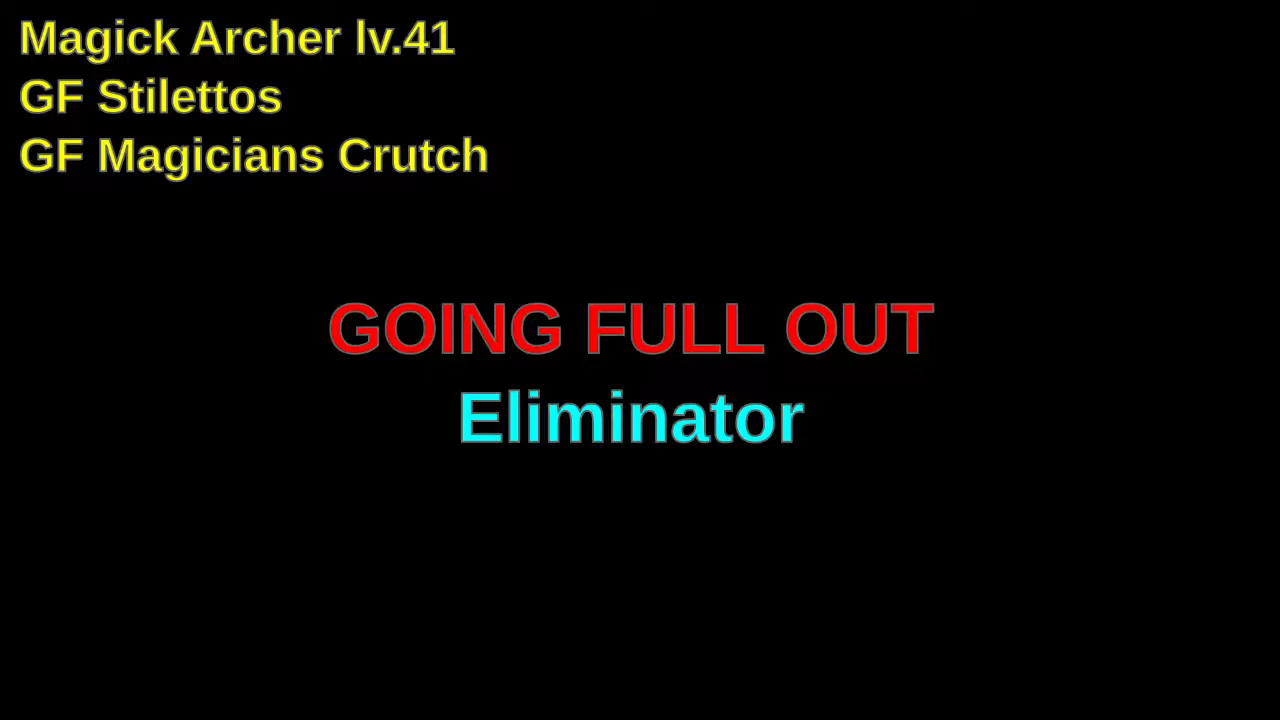 Magick Archer lv.41
GF Stilettos
GF Magicians Crutch
GOING FULL OUT
Eliminator